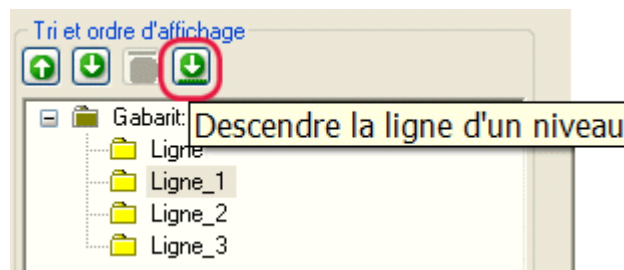 Tri et ordre d'affichage
Gabarit:
Descendre la ligne d'un niveau
Ligne
Ligne_1
Ligne_2
Ligne_3